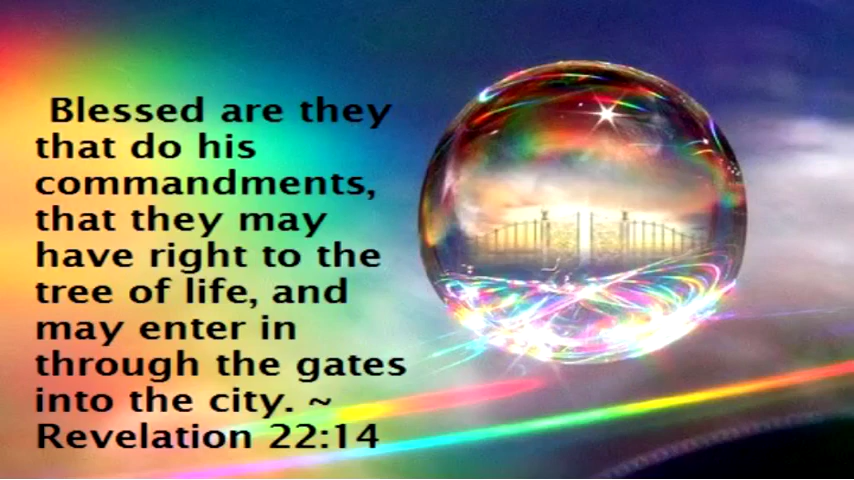 Blessed are they
that do his
commandments,
that they may
have right to the
tree of life, and
may enter in
through the gates
into the city. ~
Revelation 22:14